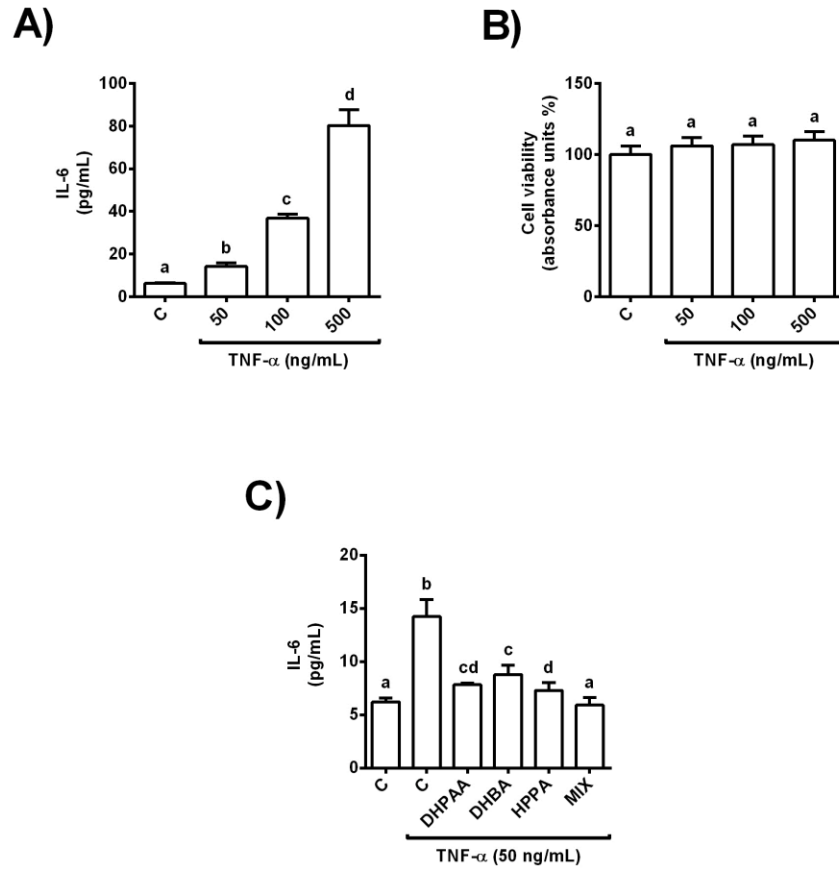 A)
IL-6
(pg/mL)
100
80
60
40
20
0
a
b
c
d
C
50
100
500
TNF-α (ng/mL)
B)
Cell viability
(absorbance units %)
150
100
50
0
a
a
a
a
C
50
100
500
TNF-α (ng/mL)
C)
IL-6
(pg/mL)
20
15
10
5
0
a
b
cd
c
d
a
C
C
DHPAA
DHBA
HPPA
MIX
TNF-α (50 ng/mL)